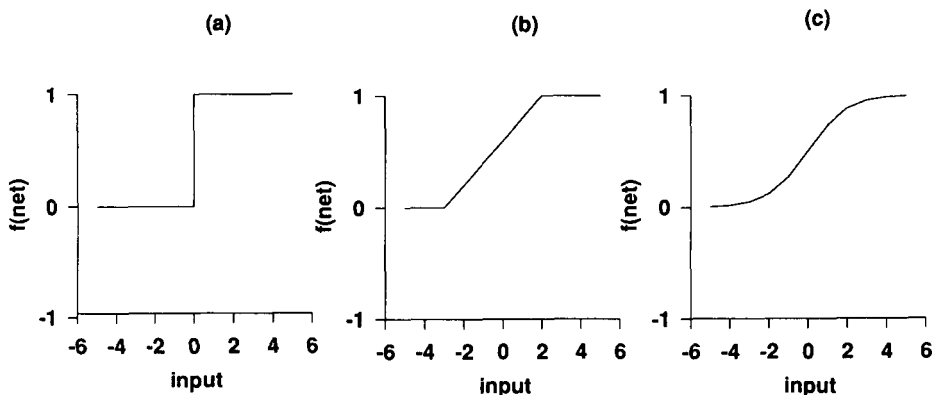 (a) (b) (c)
1 1 1
f(net) f(net) f(net)
0 0 0
-1 -1 -1
-6 -4 -2 0 2 4 6 -6 -4 -2 0 2 4 6 -6 -4 -2 0 2 4 6
input input input